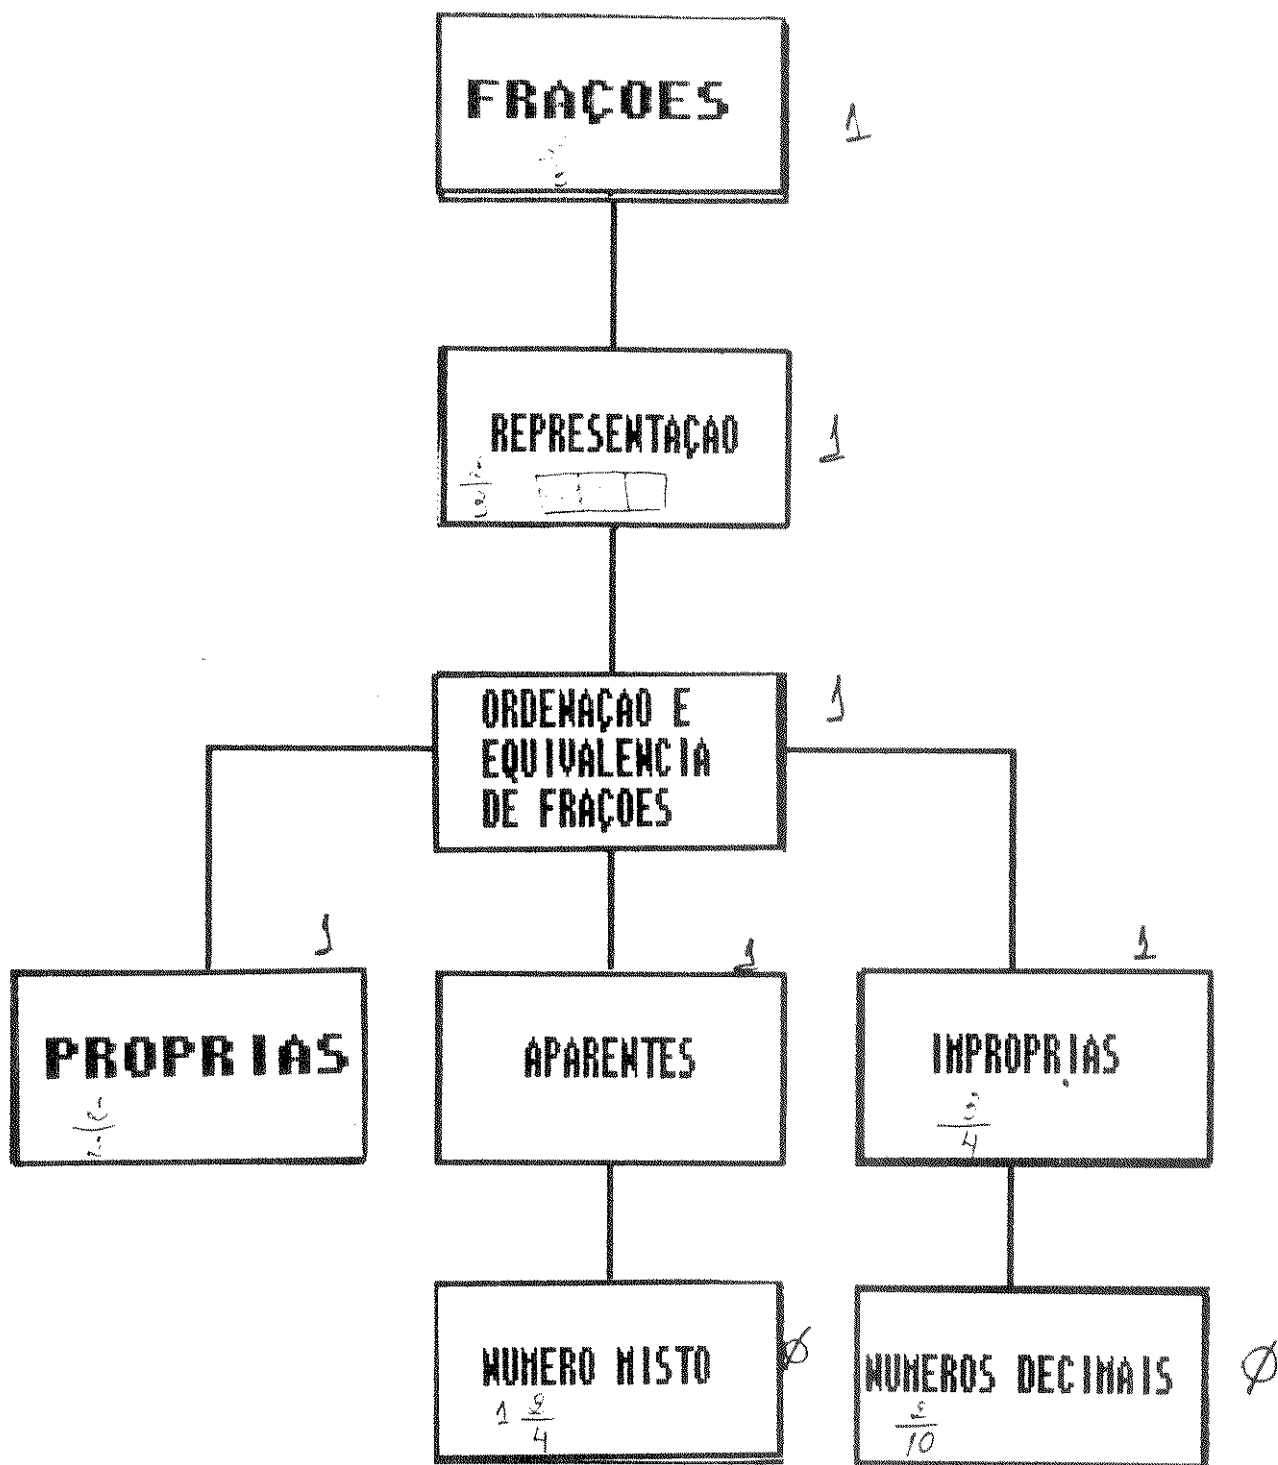 FRAÇOES
1
REPRESENTAÇAO
1
ORDENAÇAO E
EQUIVALENCIA
DE FRAÇOES
1
1
1
1
PROPRIAS
APARENTES
IMPROPRIAS
4
NUMERO MISTO
Ø
1 2/4
NUMEROS DECIMAIS
Ø
2/10